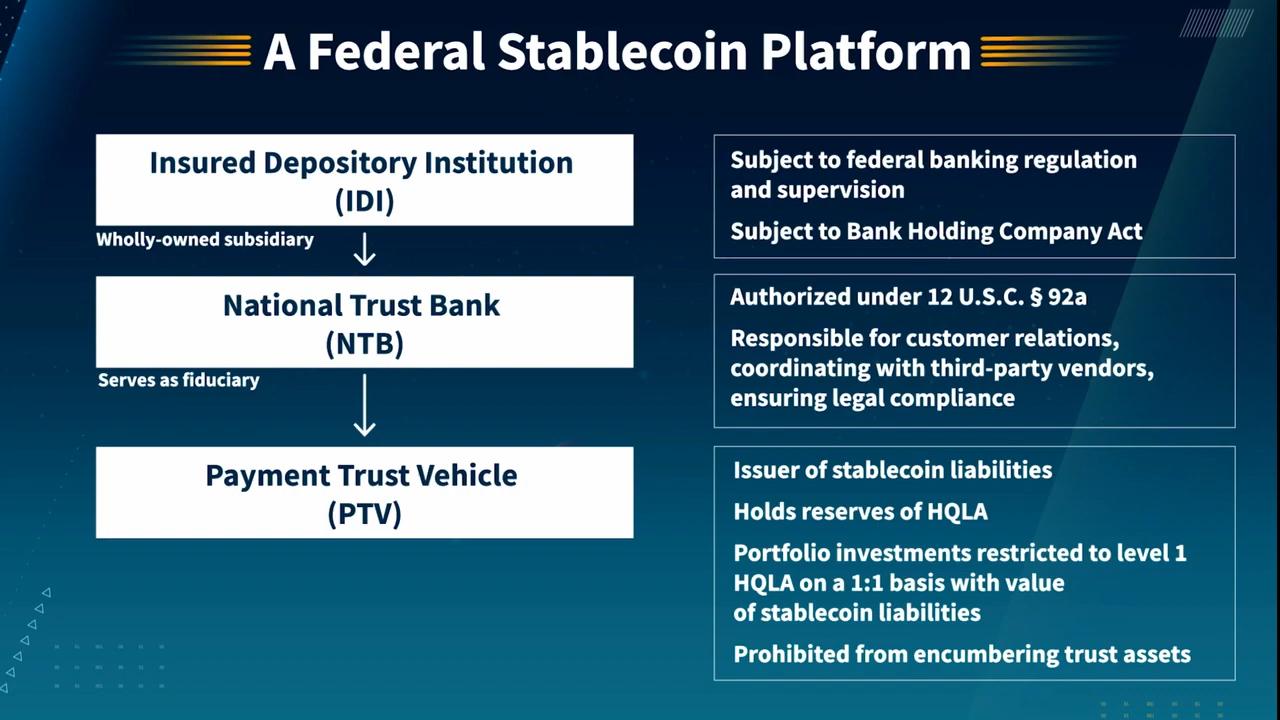 A Federal Stablecoin Platform
Insured Depository Institution
(IDI)
Wholly-owned subsidiary
National Trust Bank
(NTB)
Serves as fiduciary
Payment Trust Vehicle
(PTV)
Subject to federal banking regulation
and supervision
Subject to Bank Holding Company Act
Authorized under 12 U.S.C. § 92a
Responsible for customer relations,
coordinating with third-party vendors,
ensuring legal compliance
Issuer of stablecoin liabilities
Holds reserves of HQLA
Portfolio investments restricted to level 1
HQLA on a 1:1 basis with value
of stablecoin liabilities
Prohibited from encumbering trust assets